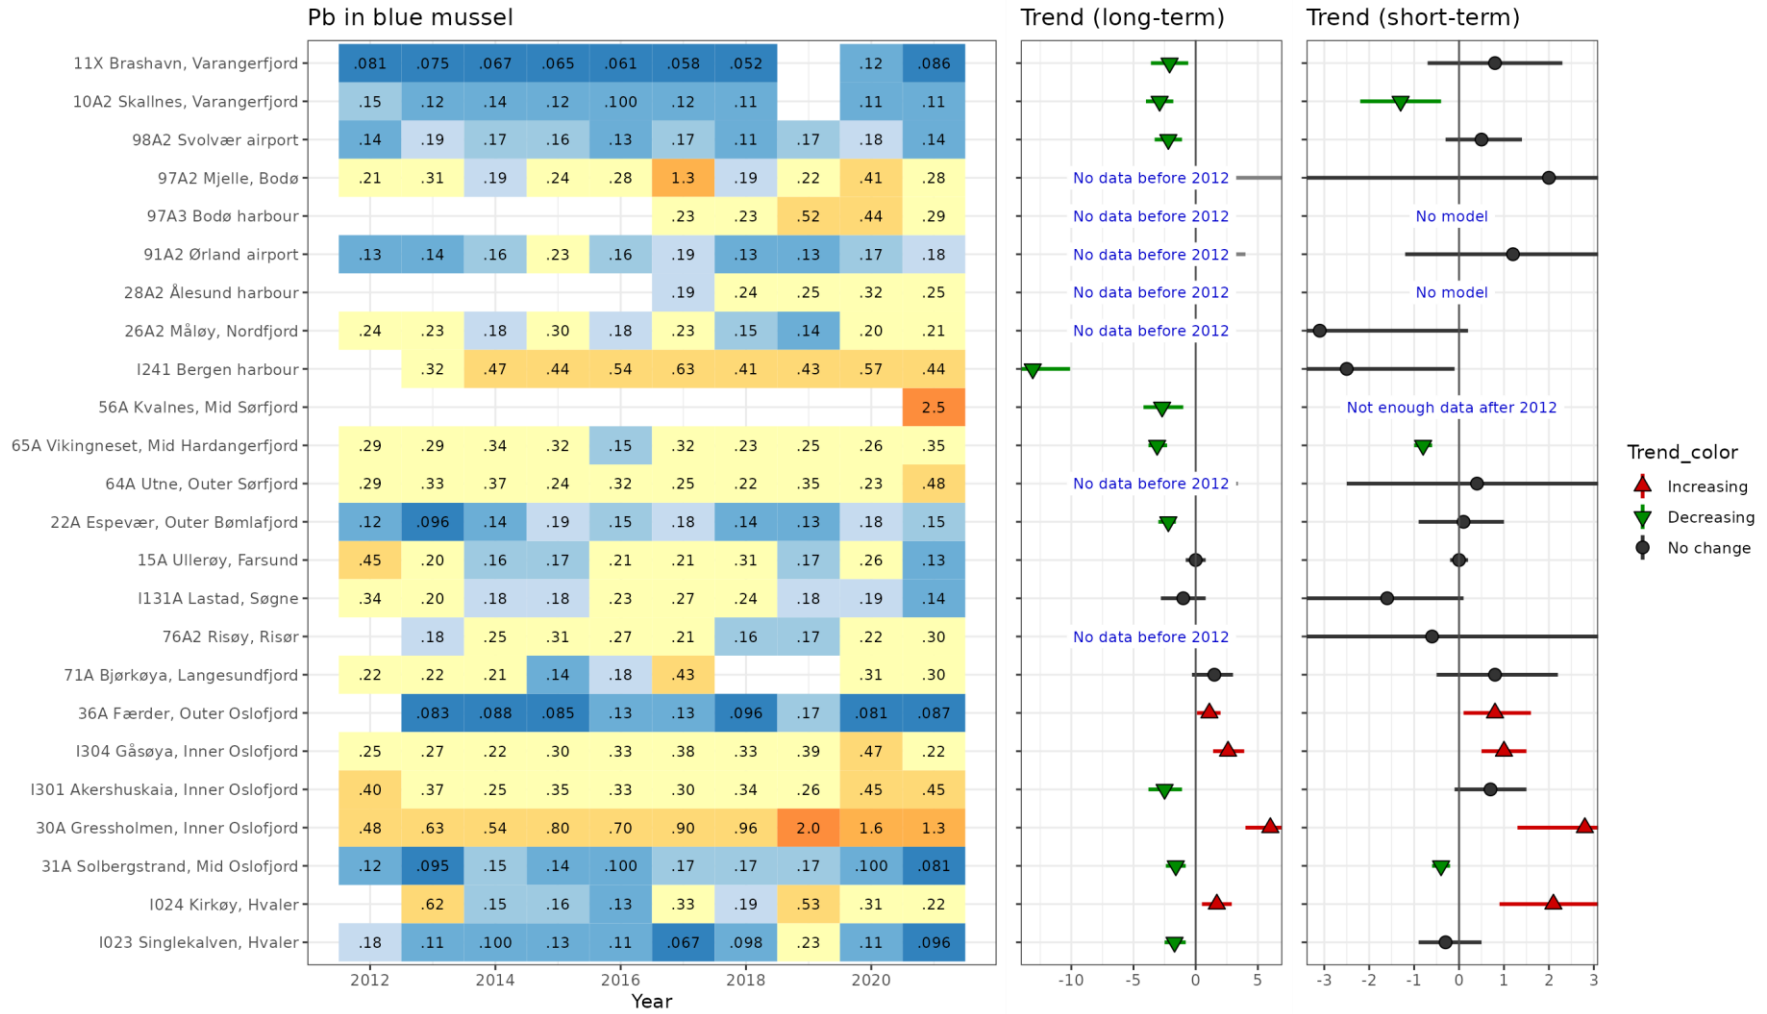 Pb in blue mussel Trend (long-term) Trend (short-term)
11X Brashavn, Varangerfjord .081 .075 .067 .065 .061 .058 .052 .12 .086
10A2 Skallnes, Varangerfjord .15 .12 .14 .12 .100 .12 .11 .11 .11
98A2 Svolvær airport .14 .19 .17 .16 .13 .17 .11 .17 .18 .14
97A2 Mjelle, Bodø .21 .31 .19 .24 .28 1.3 .19 .22 .41 .28 No data before 2012
97A3 Bodø harbour .23 .23 .52 .44 .29 No data before 2012 No model
91A2 Ørland airport .13 .14 .16 .23 .16 .19 .13 .13 .17 .18 No data before 2012
28A2 Ålesund harbour .19 .24 .25 .32 .25 No data before 2012 No model
26A2 Måløy, Nordfjord .24 .23 .18 .30 .18 .23 .15 .14 .20 .21 No data before 2012
I241 Bergen harbour .32 .47 .44 .54 .63 .41 .43 .57 .44
56A Kvalnes, Mid Sørfjord 2.5 Not enough data after 2012
65A Vikingneset, Mid Hardangerfjord .29 .29 .34 .32 .15 .32 .23 .25 .26 .35
64A Utne, Outer Sørfjord .29 .33 .37 .24 .32 .25 .22 .35 .23 .48 No data before 2012
22A Espevær, Outer Bømlafjord .12 .096 .14 .19 .15 .18 .14 .13 .18 .15
15A Ullerøy, Farsund .45 .20 .16 .17 .21 .21 .31 .17 .26 .13
I131A Lastad, Søgne .34 .20 .18 .18 .23 .27 .24 .18 .19 .14
76A2 Risøy, Risør .18 .25 .31 .27 .21 .16 .17 .22 .30 No data before 2012
71A Bjørkøya, Langesundfjord .22 .22 .21 .14 .18 .43 .31 .30
36A Færder, Outer Oslofjord .083 .088 .085 .13 .13 .096 .17 .081 .087
I304 Gåsøya, Inner Oslofjord .25 .27 .22 .30 .33 .38 .33 .39 .47 .22
I301 Akershuskaia, Inner Oslofjord .40 .37 .25 .35 .33 .30 .34 .26 .45 .45
30A Gressholmen, Inner Oslofjord .48 .63 .54 .80 .70 .90 .96 2.0 1.6 1.3
31A Solbergstrand, Mid Oslofjord .12 .095 .15 .14 .100 .17 .17 .17 .100 .081
I024 Kirkøy, Hvaler .62 .15 .16 .13 .33 .19 .53 .31 .22
I023 Singlekalven, Hvaler .18 .11 .100 .13 .11 .067 .098 .23 .11 .096
2012 2014 2016 2018 2020 -10 -5 0 5 -3 -2 -1 0 1 2 3
Year
Trend_color
Increasing
Decreasing
No change